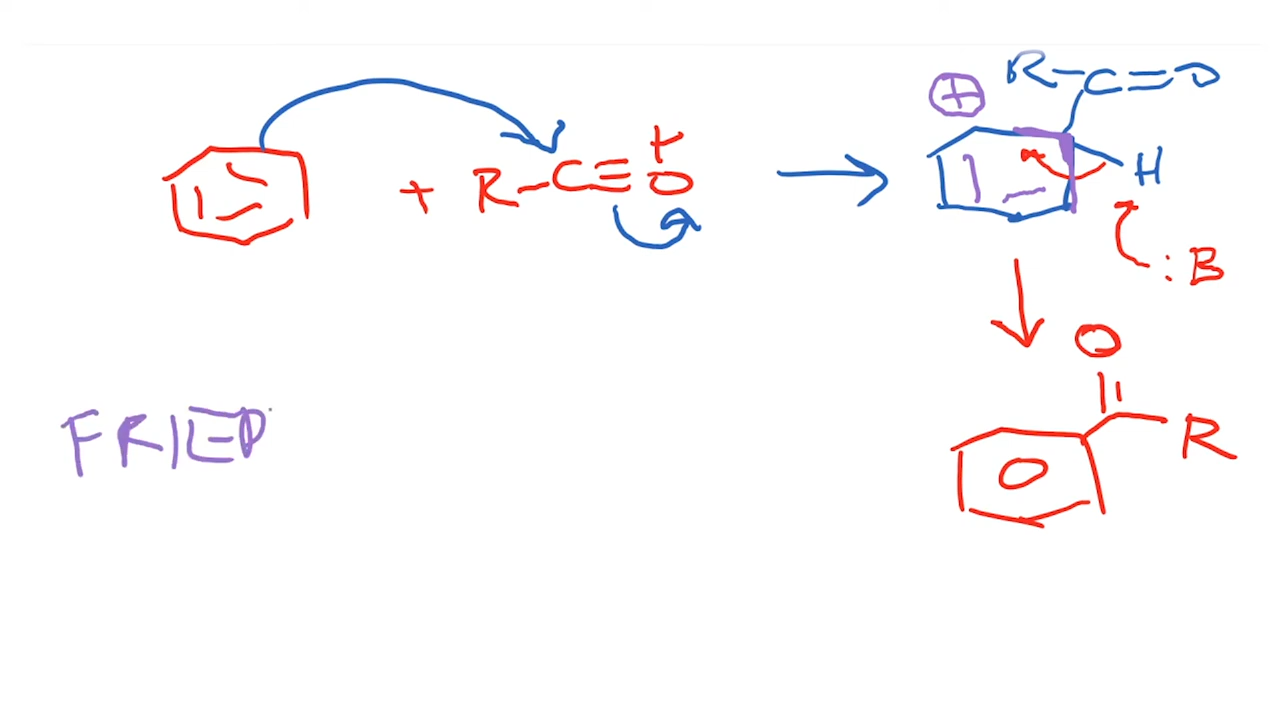 R-C=O
+
H
+ R-C≡O
+
:B
O
R
FRIED